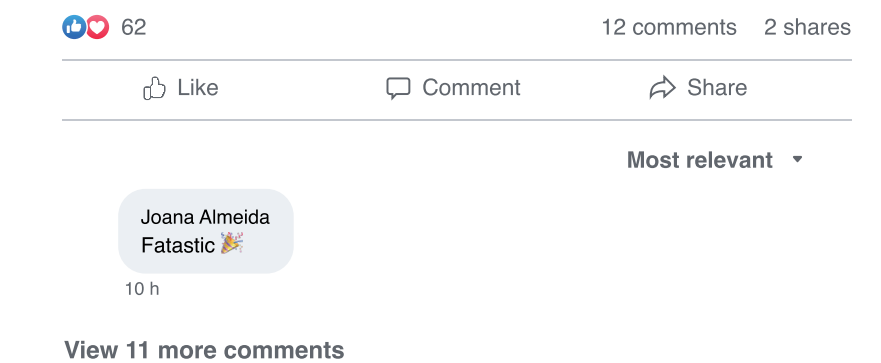 62 12 comments 2 shares
Like Comment Share
Most relevant
Joana Almeida
Fatastic 🎉
10 h
View 11 more comments